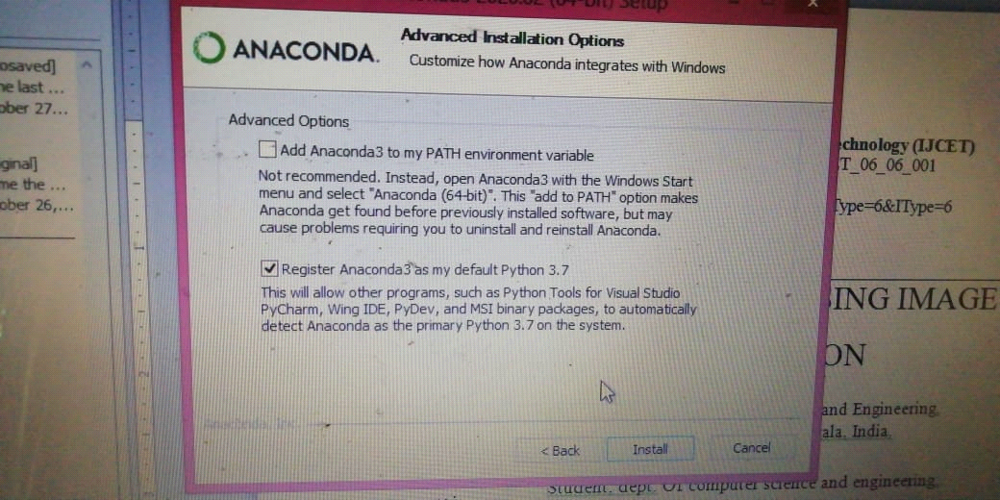 (64-bit) Setup
ANACONDA.
Advanced Installation Options
Customize how Anaconda integrates with Windows
Advanced Options
Add Anaconda3 to my PATH environment variable
Not recommended. Instead, open Anaconda3 with the Windows Start
menu and select "Anaconda (64-bit)". This "add to PATH" option makes
Anaconda get found before previously installed software, but may
cause problems requiring you to uninstall and reinstall Anaconda.
Register Anaconda3 as my default Python 3.7
This will allow other programs, such as Python Tools for Visual Studio
PyCharm, Wing IDE, PyDev, and MSI binary packages, to automatically
detect Anaconda as the primary Python 3.7 on the system.
Anaconda, Inc.
< Back
Install
Cancel
osaved]
he last ...
ober 27...
ginal]
me the ...
ober 26,...
echnology (IJCET)
T_06_06_001
Type=6&IType=6
ING IMAGE
ON
and Engineering,
ala, India,
Student, dept. Of computer science and engineering,